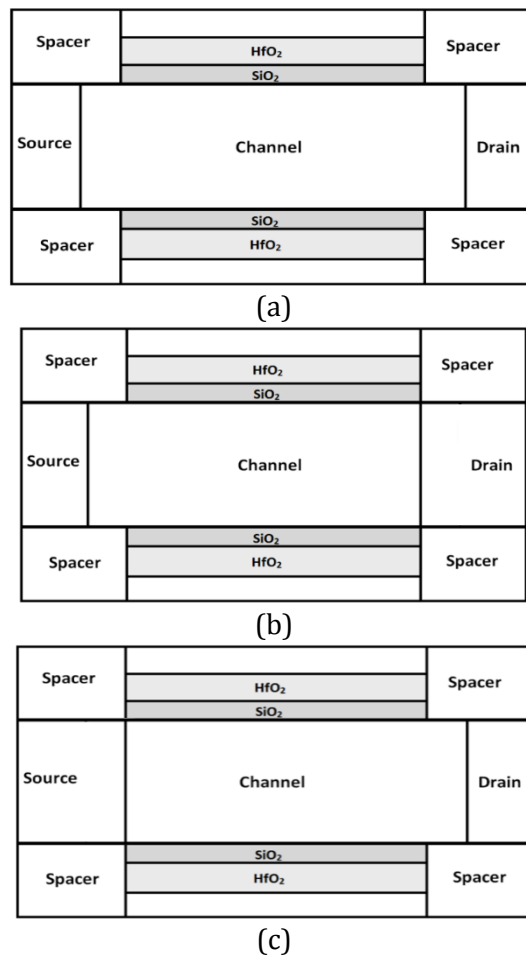 Spacer HfO₂ Spacer
SiO₂
Source Channel Drain
SiO₂
Spacer HfO₂ Spacer
(a)
Spacer HfO₂ Spacer
SiO₂
Source Channel Drain
SiO₂
Spacer HfO₂ Spacer
(b)
Spacer HfO₂ Spacer
SiO₂
Source Channel Drain
SiO₂
Spacer HfO₂ Spacer
(c)